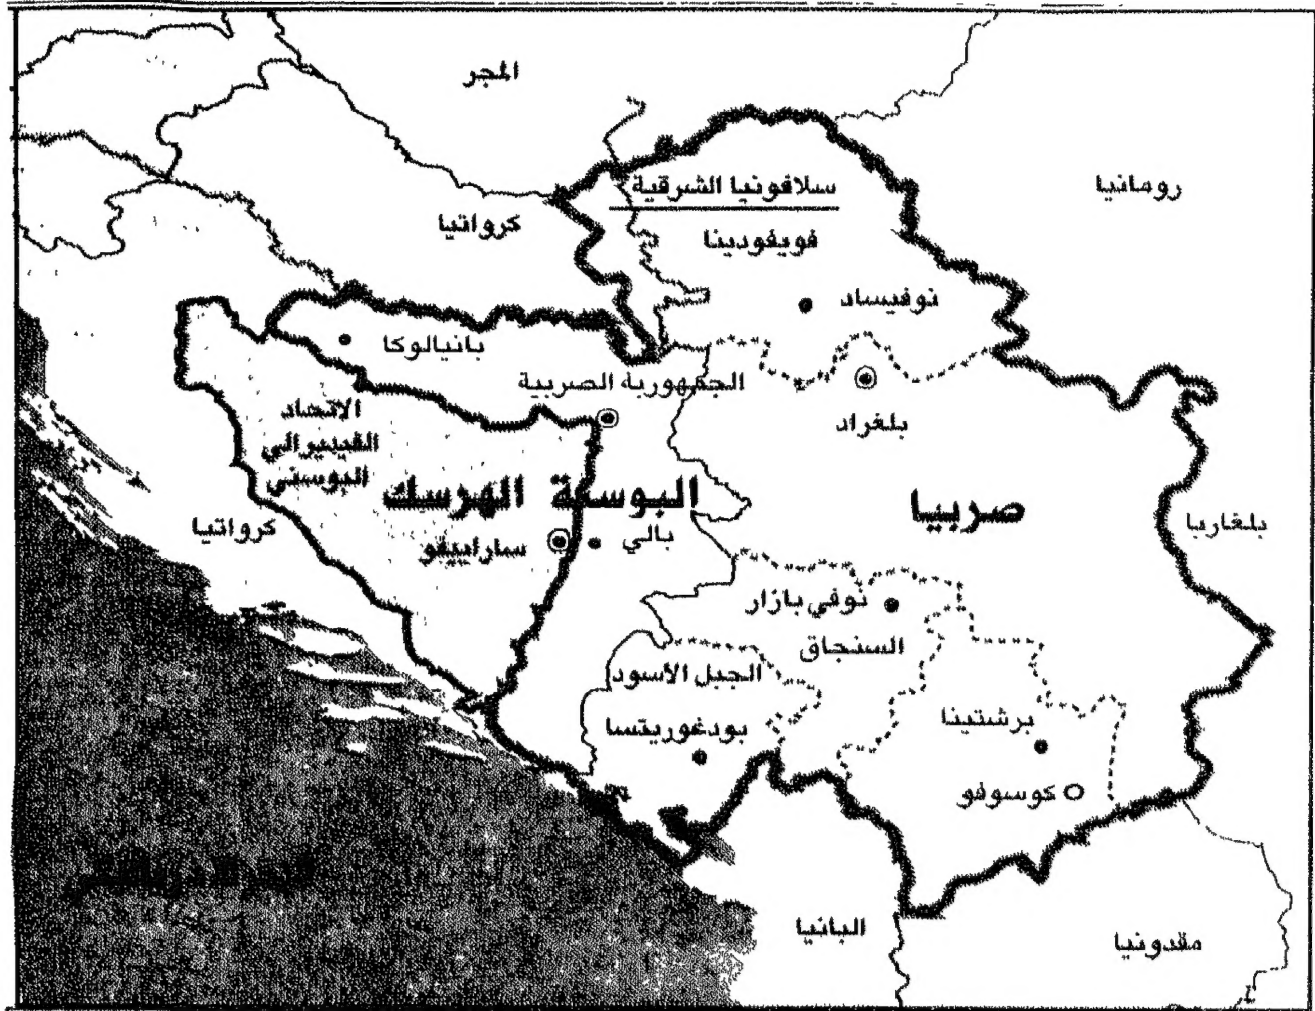 المجر
رومانيا
سلافونيا الشرقية
كرواتيا
فويفودينا
نوفيساد
بانيالوكا
الجمهورية الصربية
بلغراد
الاتحاد
الفيديرالي
البوسني
البوسنة الهرسك
صربيا
بلغاريا
كرواتيا
ساراييفو
بالي
نوفي بازار
السنجاق
الجبل الأسود
بودغوريتسا
برشتينا
كوسوفو
البانيا
مقدونيا